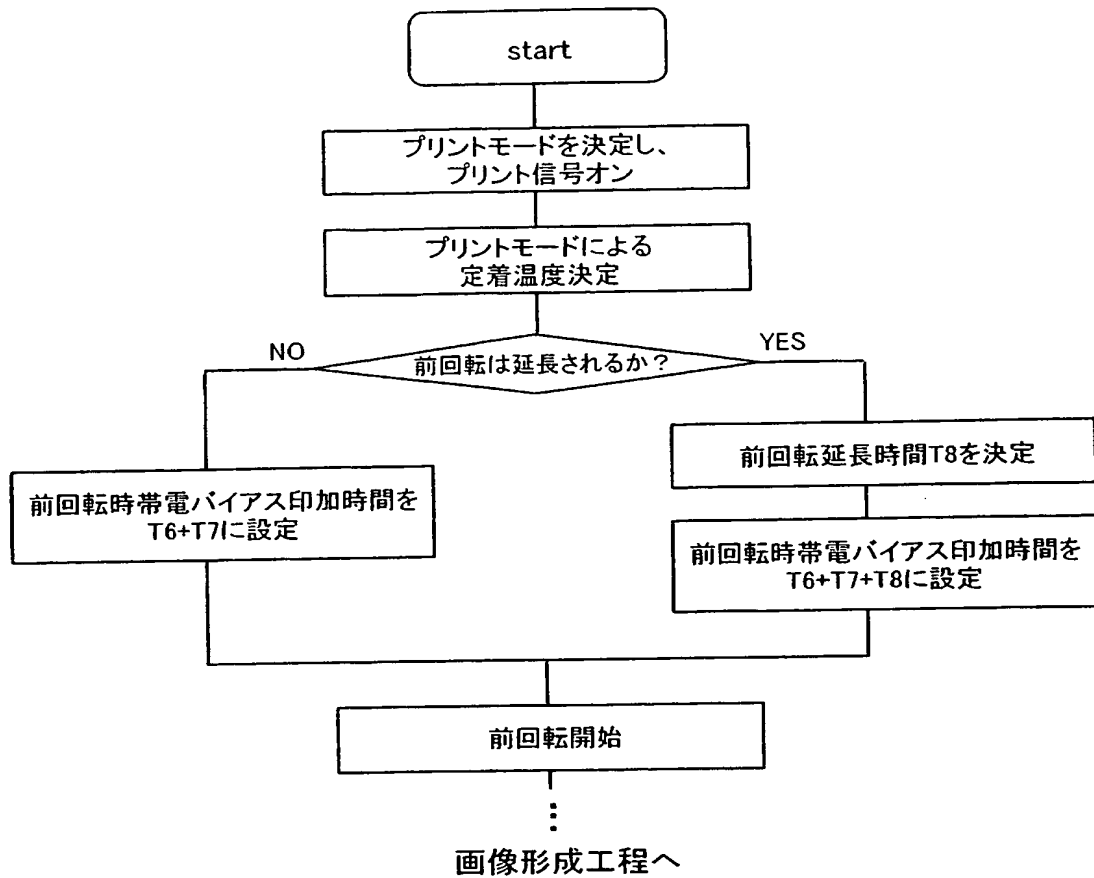 start
プリントモードを決定し、
プリント信号オン
プリントモードによる
定着温度決定
NO
前回転は延長されるか?
YES
前回転延長時間T8を決定
前回転時帯電バイアス印加時間を
T6+T7に設定
前回転時帯電バイアス印加時間を
T6+T7+T8に設定
前回転開始
画像形成工程へ